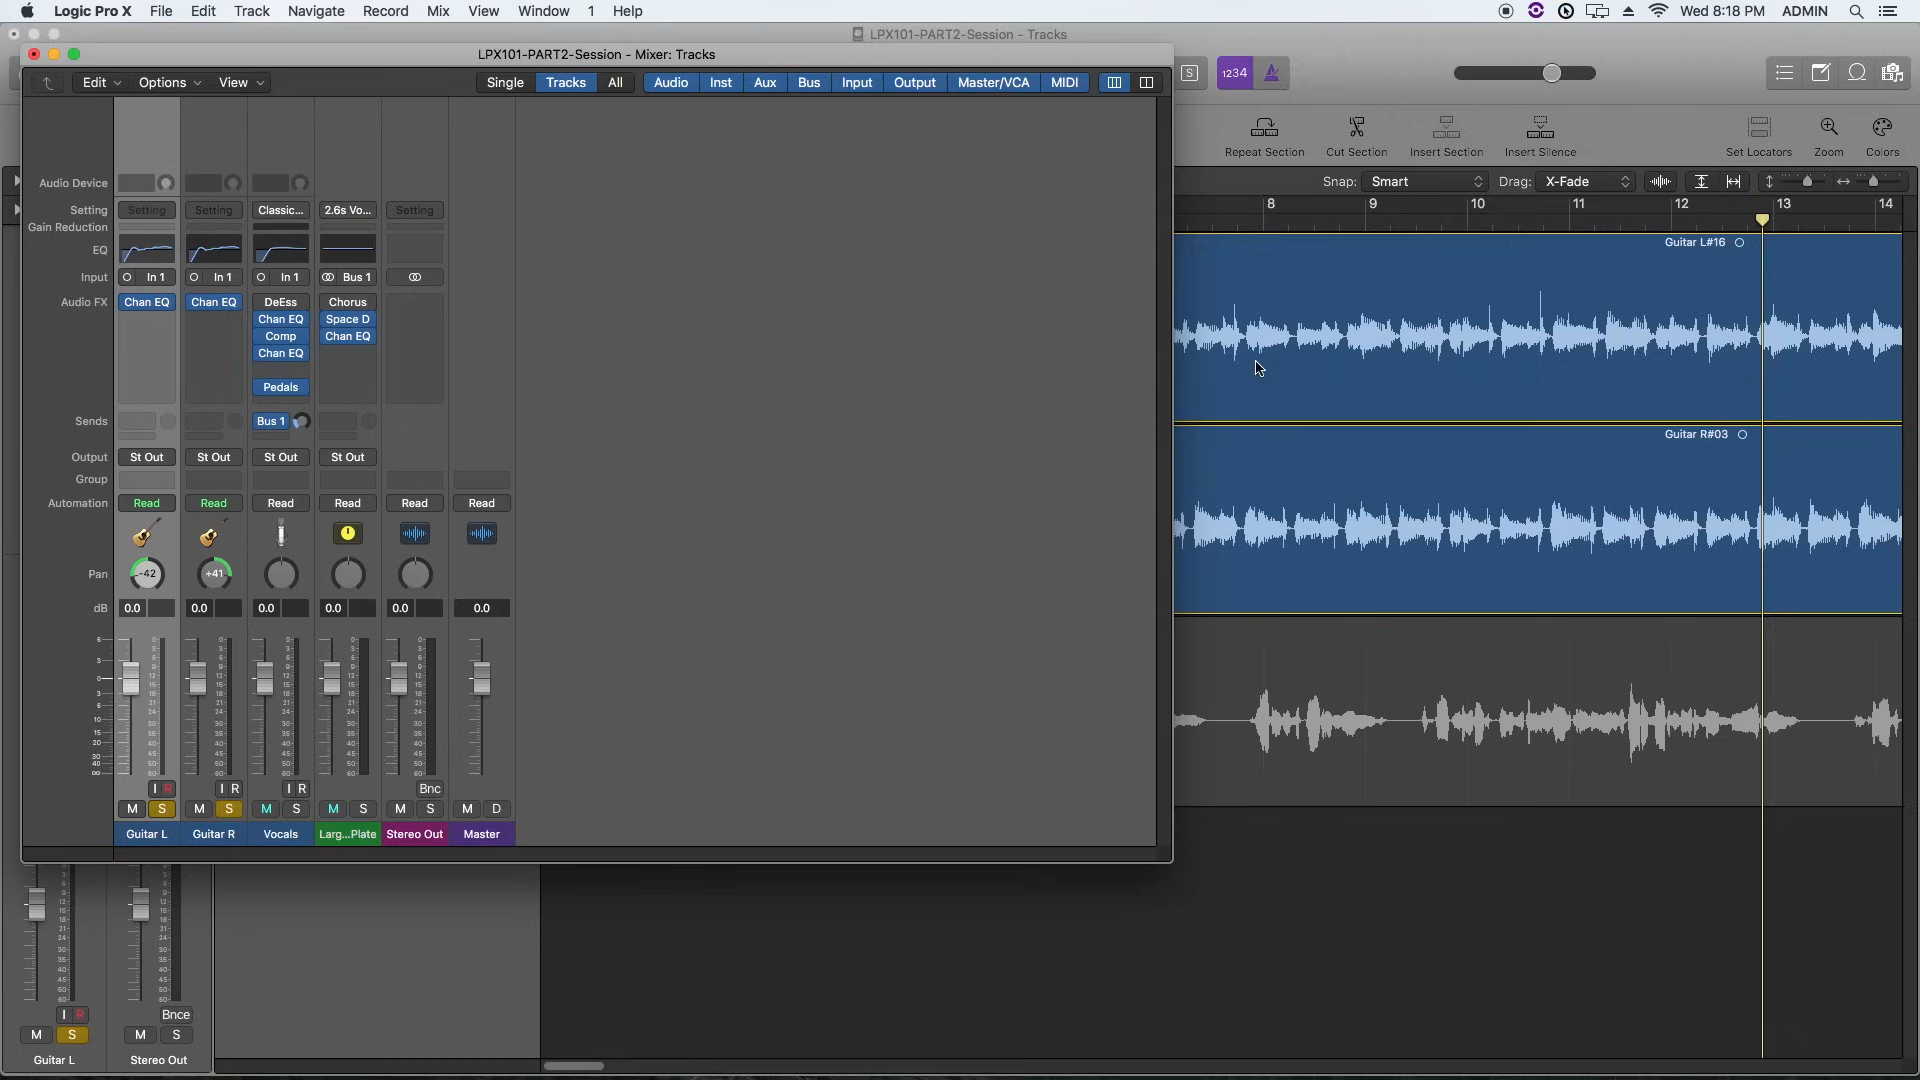 Logic Pro X File Edit Track Navigate Record Mix View Window 1 Help Wed 8:18 PM ADMIN
LPX101-PART2-Session - Tracks
LPX101-PART2-Session - Mixer: Tracks
Edit Options View Single Tracks All Audio Inst Aux Bus Input Output Master/VCA MIDI
S 1234
Repeat Section Cut Section Insert Section Insert Silence Set Locators Zoom Colors
Snap: Smart Drag: X-Fade
8 9 10 11 12 13 14
Guitar L#16
Guitar R#03
Audio Device
Setting Setting Setting Classic... 2.6s Vo... Setting
Gain Reduction
EQ
Input In 1 In 1 In 1 Bus 1
Audio FX Chan EQ Chan EQ DeEss Chorus
Chan EQ Space D
Comp Chan EQ
Chan EQ
Pedals
Sends Bus 1
Output St Out St Out St Out St Out
Group
Automation Read Read Read Read Read Read
Pan -42 +41
dB 0.0 0.0 0.0 0.0 0.0 0.0
I R I R I R Bnc
M S M S M S M S M S M D
Guitar L Guitar R Vocals Larg...Plate Stereo Out Master
I R Bnce
M S M S
Guitar L Stereo Out